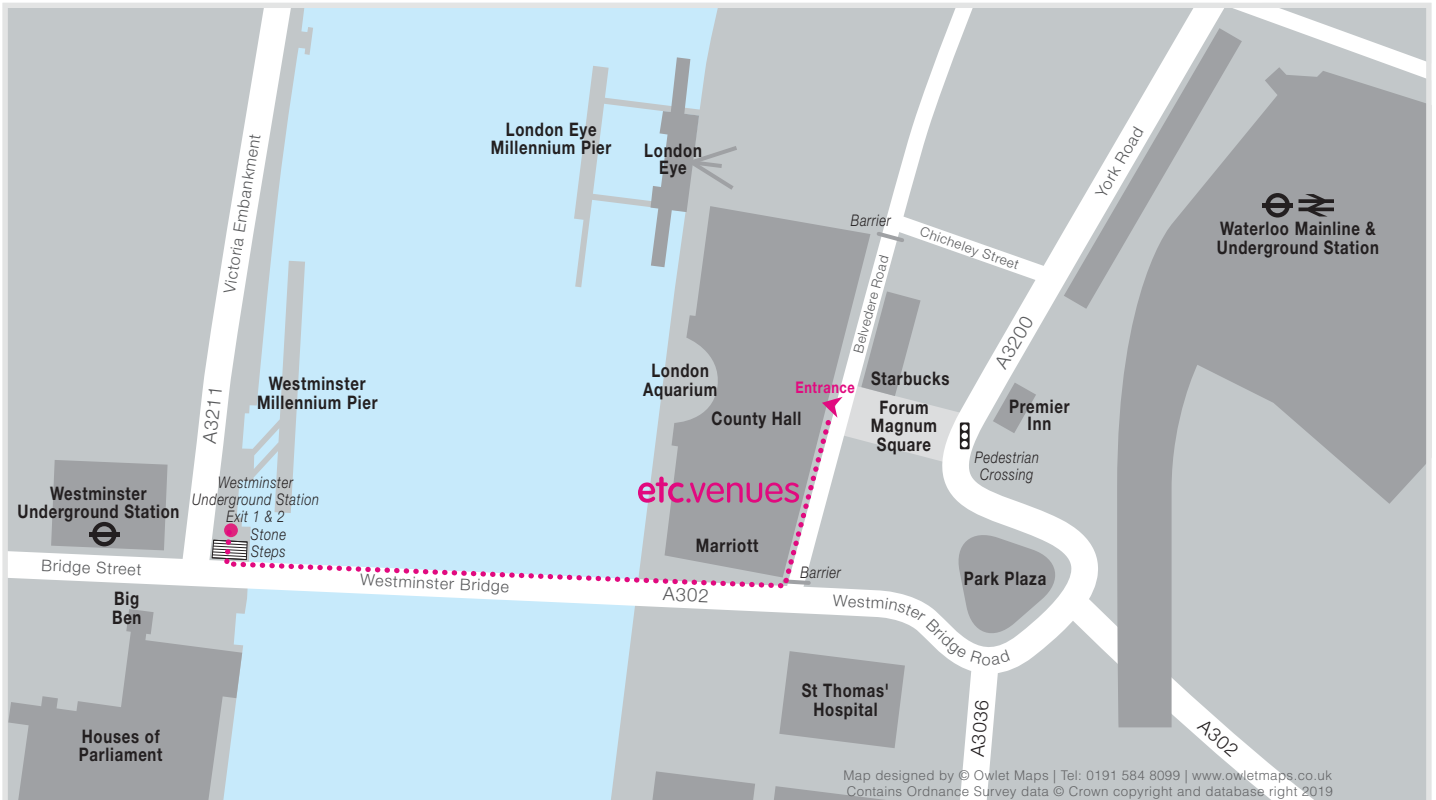 London Eye
Millennium Pier
London
Eye
Victoria Embankment
York Road
Barrier
Chicheley Street
Waterloo Mainline &
Underground Station
Belvedere Road
A3200
London
Aquarium
Entrance
Starbucks
Westminster
Millennium Pier
A3211
County Hall
Forum
Magnum
Square
Premier
Inn
Pedestrian
Crossing
Westminster
Underground Station
Westminster
Underground Station
Exit 1 & 2
Stone
Steps
etc.venues
Marriott
Bridge Street
Westminster Bridge
A302
Barrier
Westminster Bridge Road
Park Plaza
Big
Ben
St Thomas'
Hospital
Houses of
Parliament
A3036
A302
Map designed by © Owlet Maps | Tel: 0191 584 8099 | www.owletmaps.co.uk
Contains Ordnance Survey data © Crown copyright and database right 2019